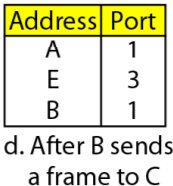 Address Port
A 1
E 3
B 1
d. After B sends
a frame to C